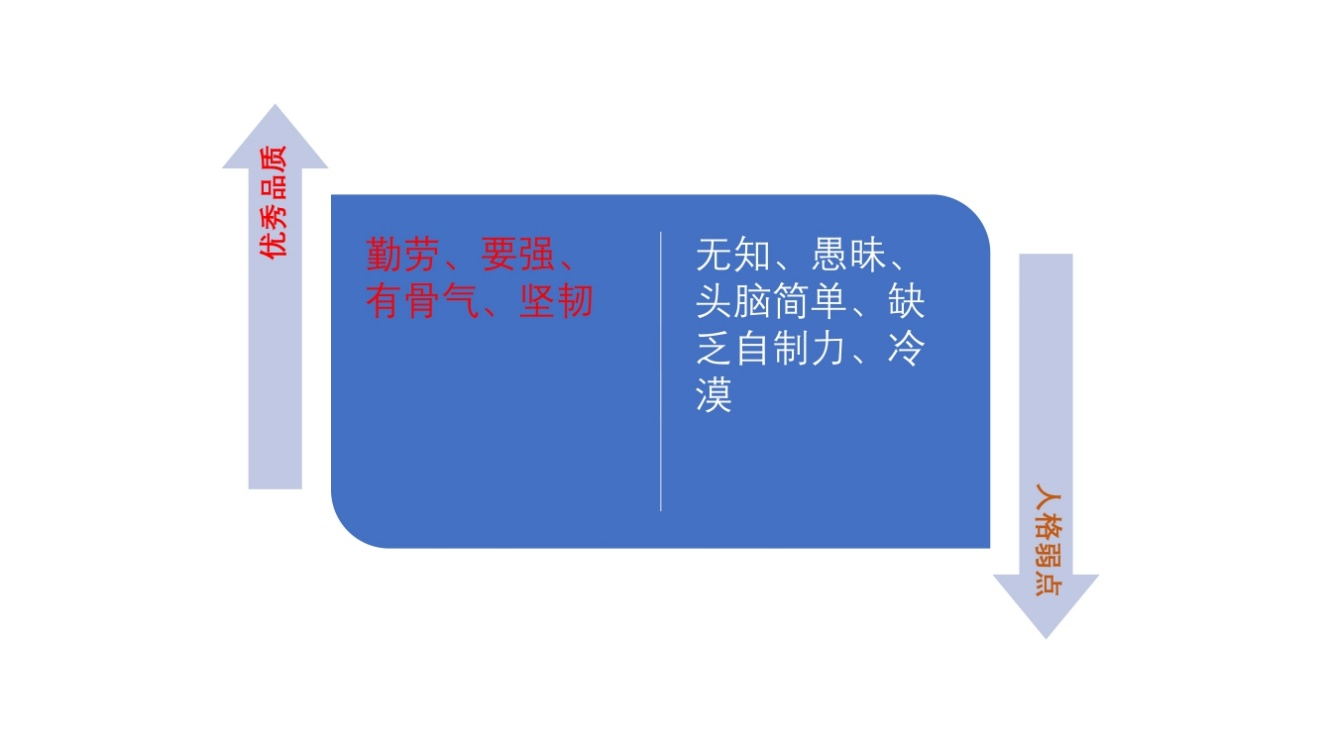 优秀品质
勤劳、要强、
有骨气、坚韧
无知、愚昧、
头脑简单、缺
乏自制力、冷
漠
人格弱点